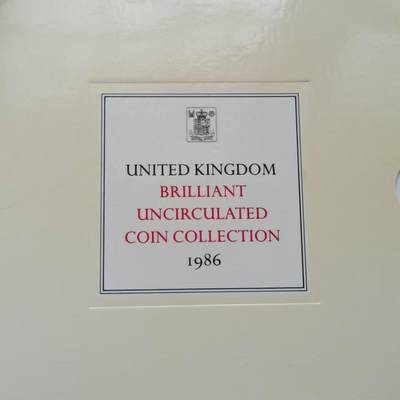 UNITED KINGDOM
BRILLIANT
UNCIRCULATED
COIN COLLECTION
1986